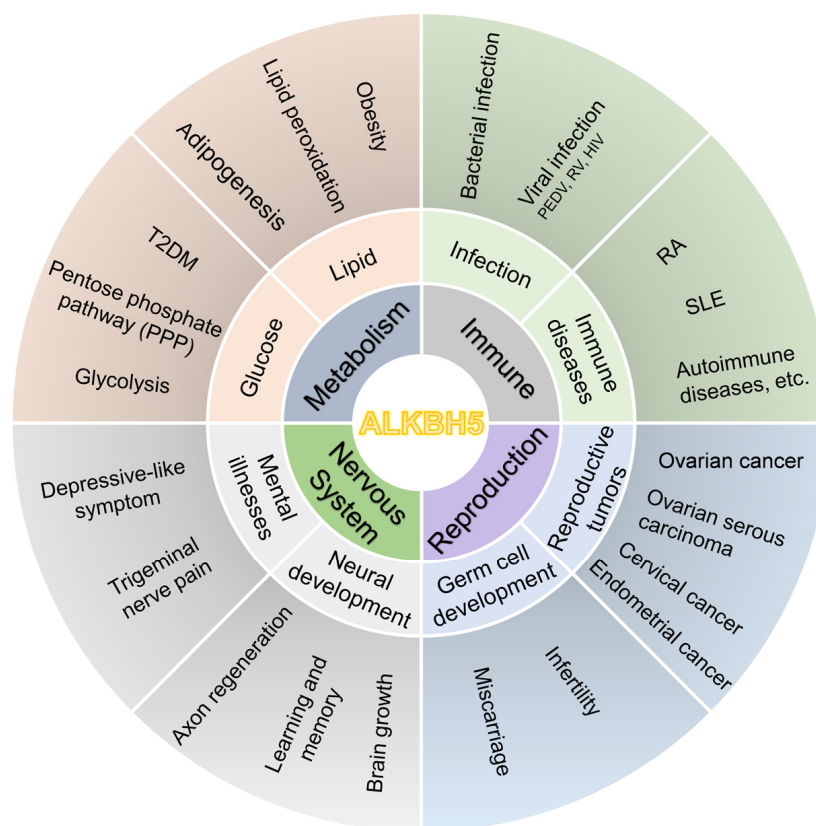 ALKBH5
Metabolism
Lipid
Adipogenesis
Lipid peroxidation
Obesity
Glucose
T2DM
Pentose phosphate
pathway (PPP)
Glycolysis
Immune
Infection
Bacterial infection
Viral infection
PEDV, RV, HIV
Immune
diseases
RA
SLE
Autoimmune
diseases, etc.
Reproduction
Reproductive
tumors
Ovarian cancer
Ovarian serous
carcinoma
Cervical cancer
Endometrial cancer
Germ cell
development
Infertility
Miscarriage
Nervous
System
Neural
development
Axon regeneration
Learning and
memory
Brain growth
Mental
illnesses
Depressive-like
symptom
Trigeminal
nerve pain